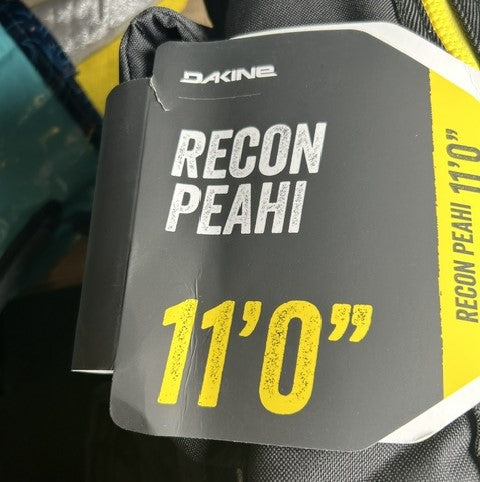 DAKINE
RECON
PEAHI
11'0"
RECON PEAHI 11'0"